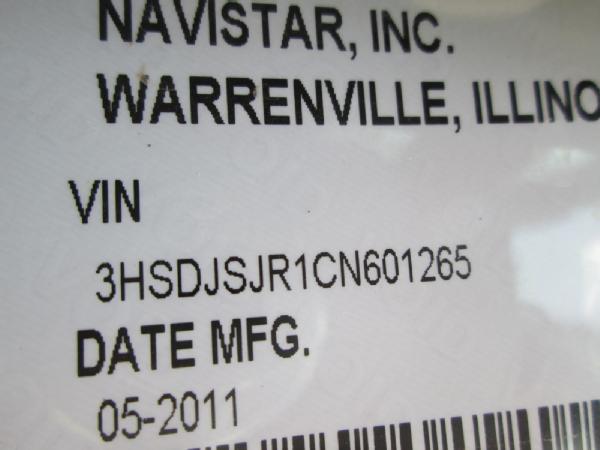 NAVISTAR, INC.
WARRENVILLE, ILLINO
VIN
3HSDJSJR1CN601265
DATE MFG.
05-2011